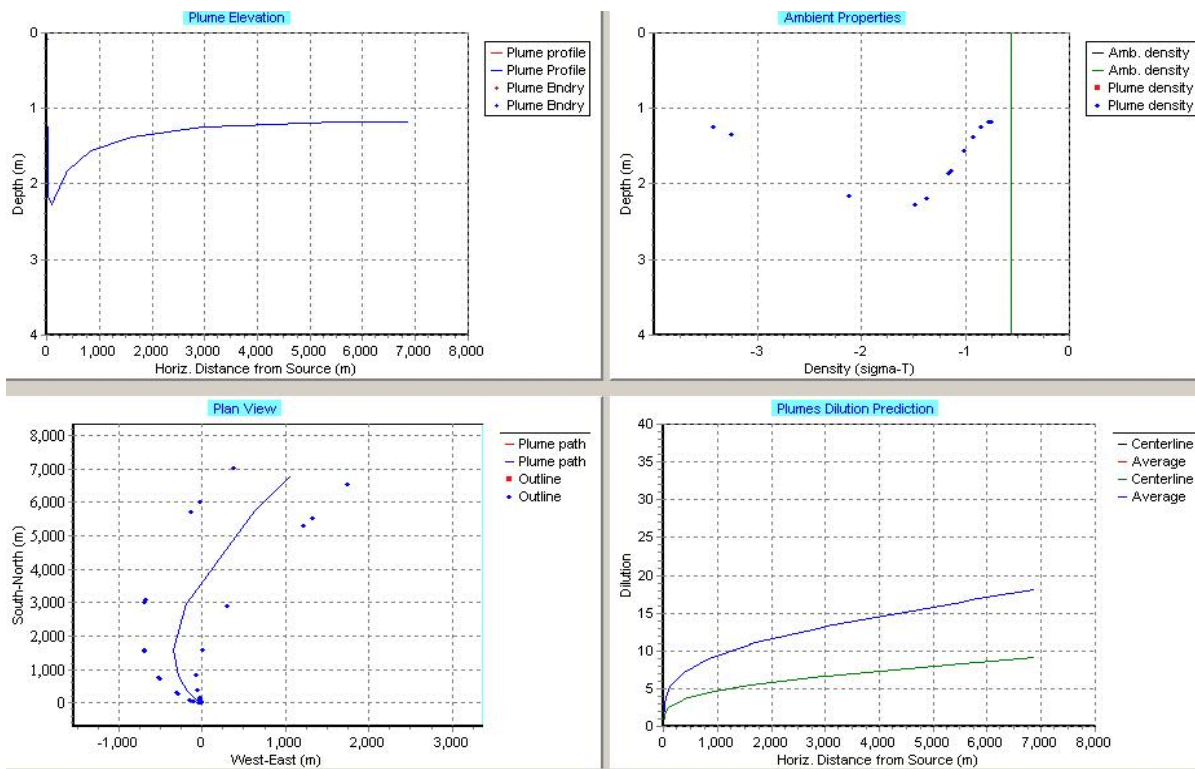 Plume Elevation
0
1
2
3
4
Depth (m)
0
1,000
2,000
3,000
4,000
5,000
6,000
7,000
8,000
Horiz. Distance from Source (m)
Plume profile
Plume Profile
Plume Bndry
Plume Bndry
Ambient Properties
0
1
2
3
4
Depth (m)
-3
-2
-1
0
Density (sigma-T)
Amb. density
Amb. density
Plume density
Plume density
Plan View
8,000
7,000
6,000
5,000
4,000
3,000
2,000
1,000
0
South-North (m)
-1,000
0
1,000
2,000
3,000
West-East (m)
Plume path
Plume path
Outline
Outline
Plumes Dilution Prediction
40
35
30
25
20
15
10
5
0
Dilution
0
1,000
2,000
3,000
4,000
5,000
6,000
7,000
8,000
Horiz. Distance from Source (m)
Centerline
Average
Centerline
Average